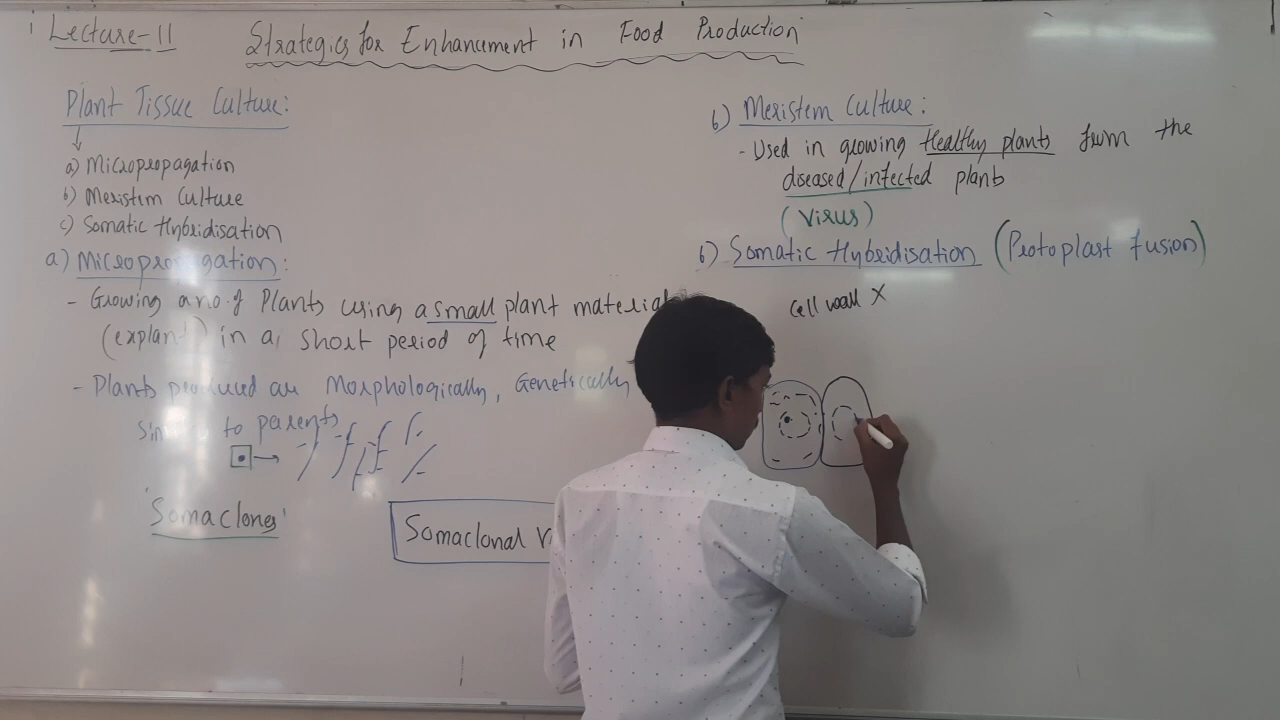 Lecture-11
Strategies for Enhancement in Food Production
Plant Tissue Culture:
a) Micropropagation
b) Meristem Culture
c) Somatic Hybridisation
a) Micropropagation:
- Growing a no. of Plants using a small plant material
(explant) in a short period of time
- Plants produced are Morphologically, Genetically
to parents
'Somaclones'
Somaclonal V
b) Meristem Culture:
- Used in growing Healthy plants from the
diseased/infected plants
(Virus)
6) Somatic Hybridisation (Protoplast fusion)
Cell wall X